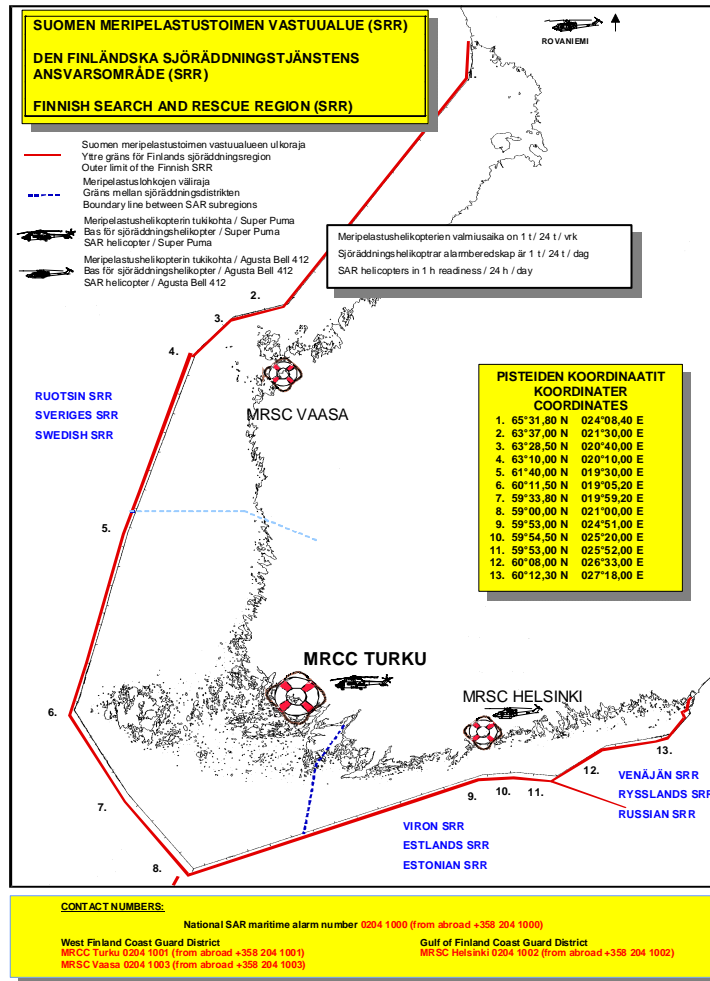 SUOMEN MERIPELASTUSTOIMEN VASTUUALUE (SRR)
DEN FINLÄNDSKA SJÖRÄDDNINGSTJÄNSTENS
ANSVARSOMRÅDE (SRR)
FINNISH SEARCH AND RESCUE REGION (SRR)
ROVANIEMI
Suomen meripelastustoimen vastuualueen ulkoraja
Yttre gräns för Finlands sjöräddningsregion
Outer limit of the Finnish SRR
Meripelastuslohkojen väliraja
Gräns mellan sjöräddningsdistrikten
Boundary line between SAR subregions
Meripelastushelikopterin tukikohta / Super Puma
Bas för sjöräddningshelikopter / Super Puma
SAR helicopter / Super Puma
Meripelastushelikopterin tukikohta / Agusta Bell 412
Bas för sjöräddningshelikopter / Agusta Bell 412
SAR helicopter / Agusta Bell 412
Meripelastushelikopterien valmiusaika on 1 t / 24 t / vrk
Sjöräddningshelikoptrar alarmberedskap är 1 t / 24 t / dag
SAR helicopters in 1 h readiness / 24 h / day
2.
3.
4.
MRSC VAASA
RUOTSIN SRR
SVERIGES SRR
SWEDISH SRR
PISTEIDEN KOORDINAATIT
KOORDINATER
COORDINATES
1. 65°31,80 N 024°08,40 E
2. 63°37,00 N 021°30,00 E
3. 63°28,50 N 020°40,00 E
4. 63°10,00 N 020°10,00 E
5. 61°40,00 N 019°30,00 E
6. 60°11,50 N 019°05,20 E
7. 59°33,80 N 019°59,20 E
8. 59°00,00 N 021°00,00 E
9. 59°53,00 N 024°51,00 E
10. 59°54,50 N 025°20,00 E
11. 59°53,00 N 025°52,00 E
12. 60°08,00 N 026°33,00 E
13. 60°12,30 N 027°18,00 E
5.
MRCC TURKU
MRSC HELSINKI
6.
13.
12.
VENÄJÄN SRR
RYSSLANDS SRR
RUSSIAN SRR
9.
10.
11.
7.
VIRON SRR
ESTLANDS SRR
ESTONIAN SRR
8.
CONTACT NUMBERS:
National SAR maritime alarm number 0204 1000 (from abroad +358 204 1000)
West Finland Coast Guard District
MRCC Turku 0204 1001 (from abroad +358 204 1001)
MRSC Vaasa 0204 1003 (from abroad +358 204 1003)
Gulf of Finland Coast Guard District
MRSC Helsinki 0204 1002 (from abroad +358 204 1002)